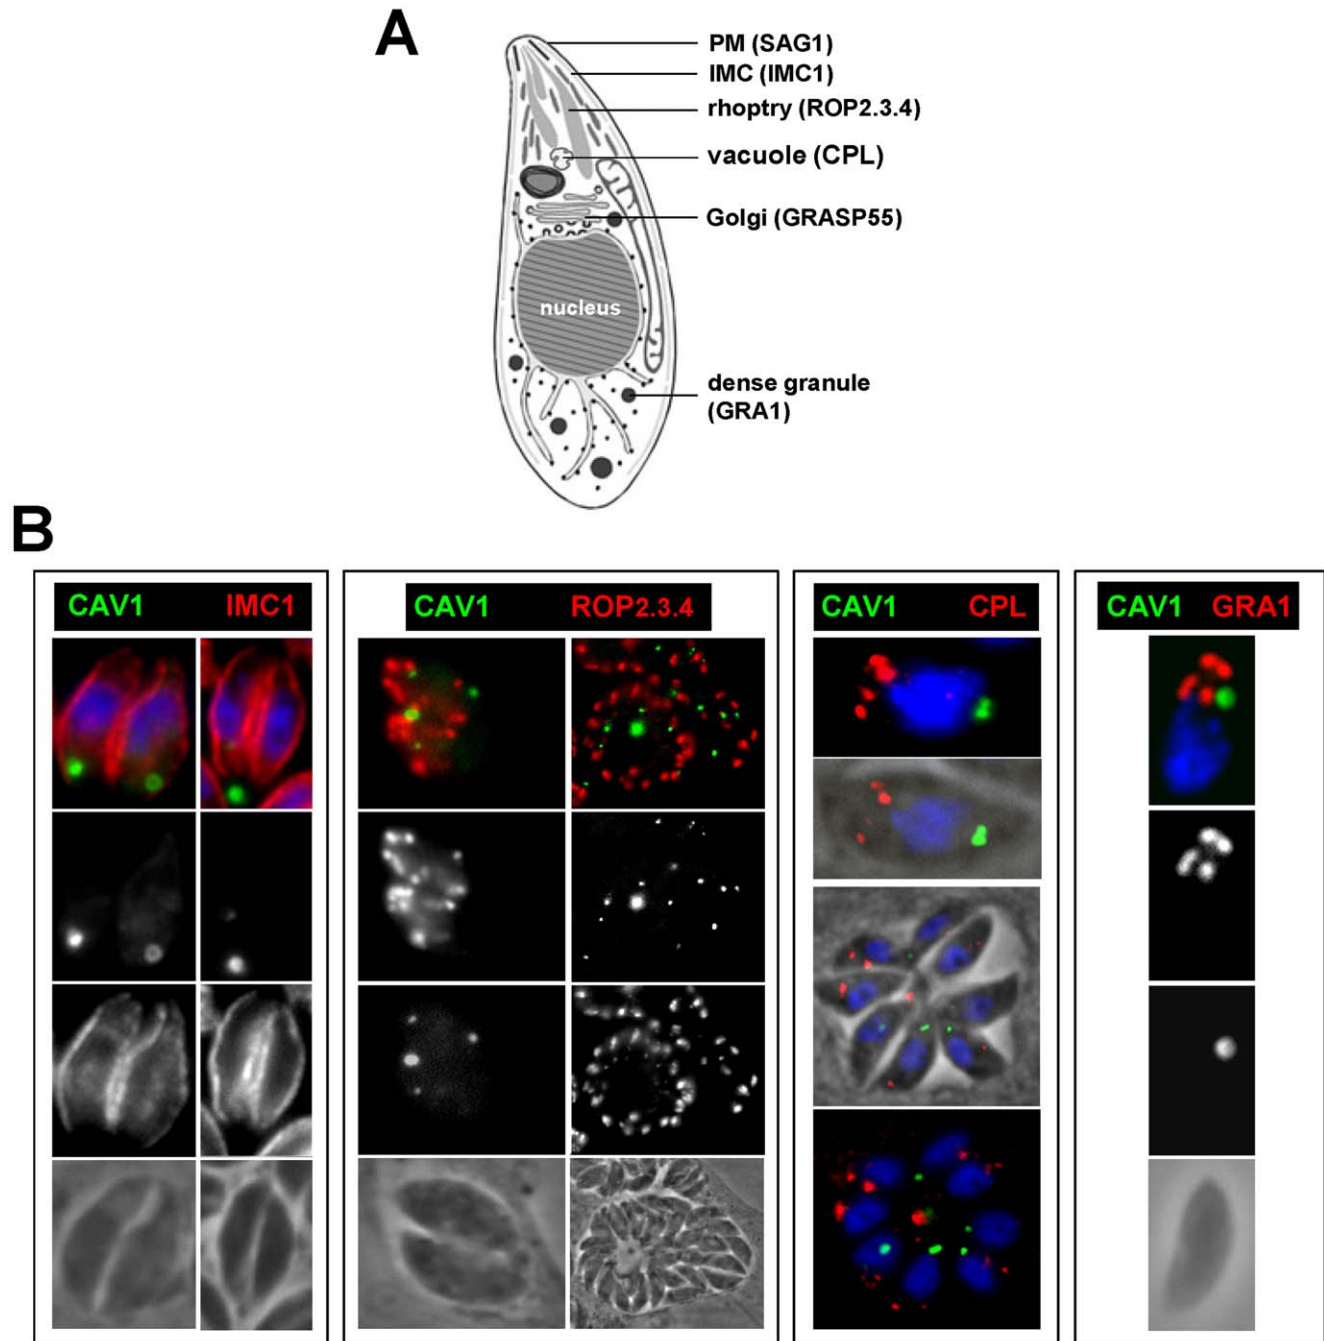 A
PM (SAG1)
IMC (IMC1)
rhoptry (ROP2.3.4)
vacuole (CPL)
Golgi (GRASP55)
nucleus
dense granule
(GRA1)
B
CAV1 IMC1
CAV1 ROP2.3.4
CAV1 CPL
CAV1 GRA1